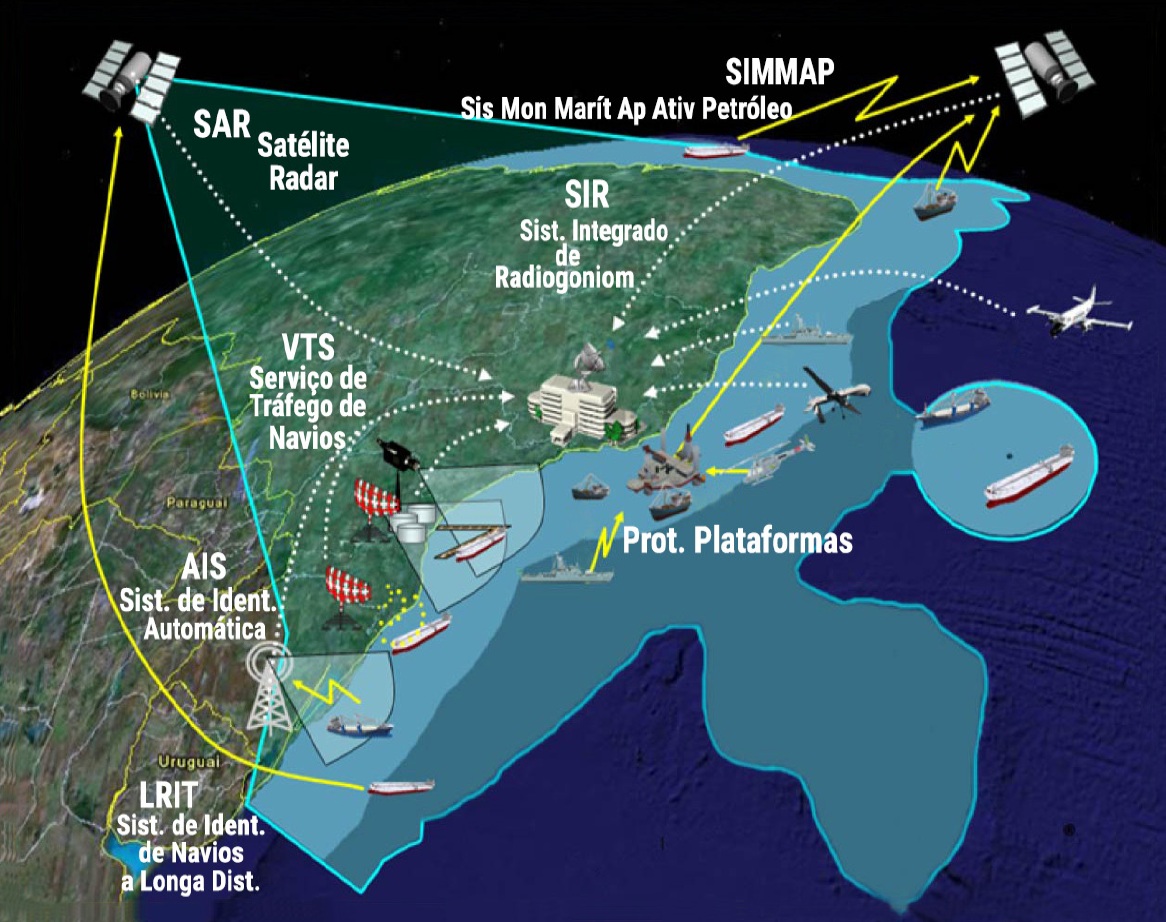 SIMMAP
Sis Mon Marít Ap Ativ Petróleo
SAR
Satélite
Radar
SIR
Sist. Integrado
de
Radiogoniom
VTS
Serviço de
Tráfego de
Navios
Bolívia
Paraguai
Prot. Plataformas
AIS
Sist. de Ident.
Automática
Uruguai
LRIT
Sist. de Ident.
de Navios
a Longa Dist.
®